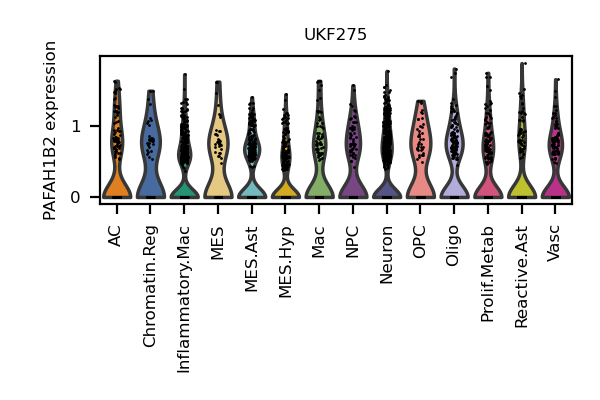 UKF275
PAFAH1B2 expression
1
0
AC
Chromatin.Reg
Inflammatory.Mac
MES
MES.Ast
MES.Hyp
Mac
NPC
Neuron
OPC
Oligo
Prolif.Metab
Reactive.Ast
Vasc